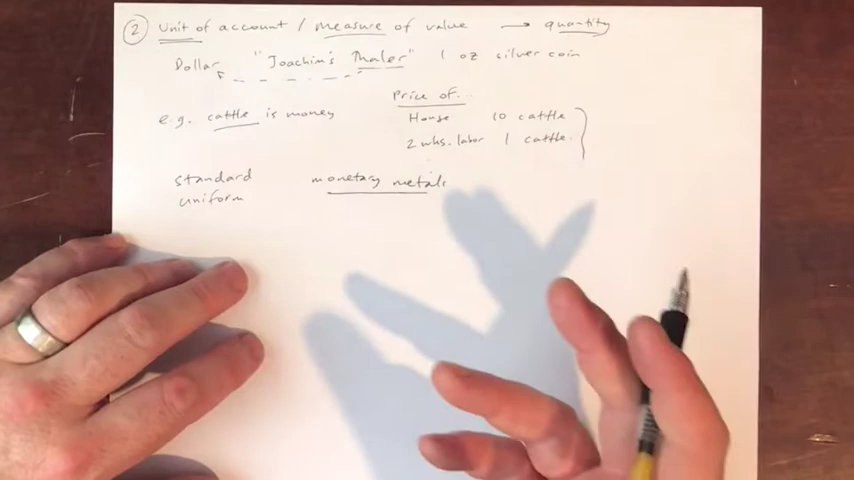 ② Unit of account / measure of value → quantity
Dollar "Joachim's Thaler" 1 oz silver coin
Price of...
e.g. cattle is money House 10 cattle
2 wks. labor 1 cattle.
standard monetary metals
uniform